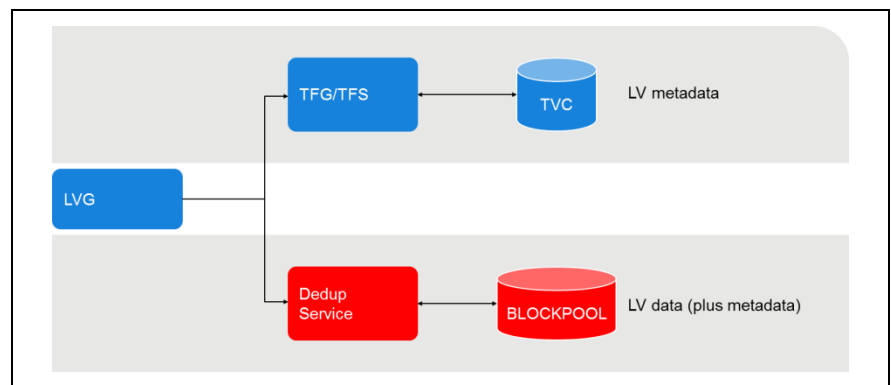 TFG/TFS
TVC
LV metadata
LVG
Dedup
Service
BLOCKPOOL
LV data (plus metadata)